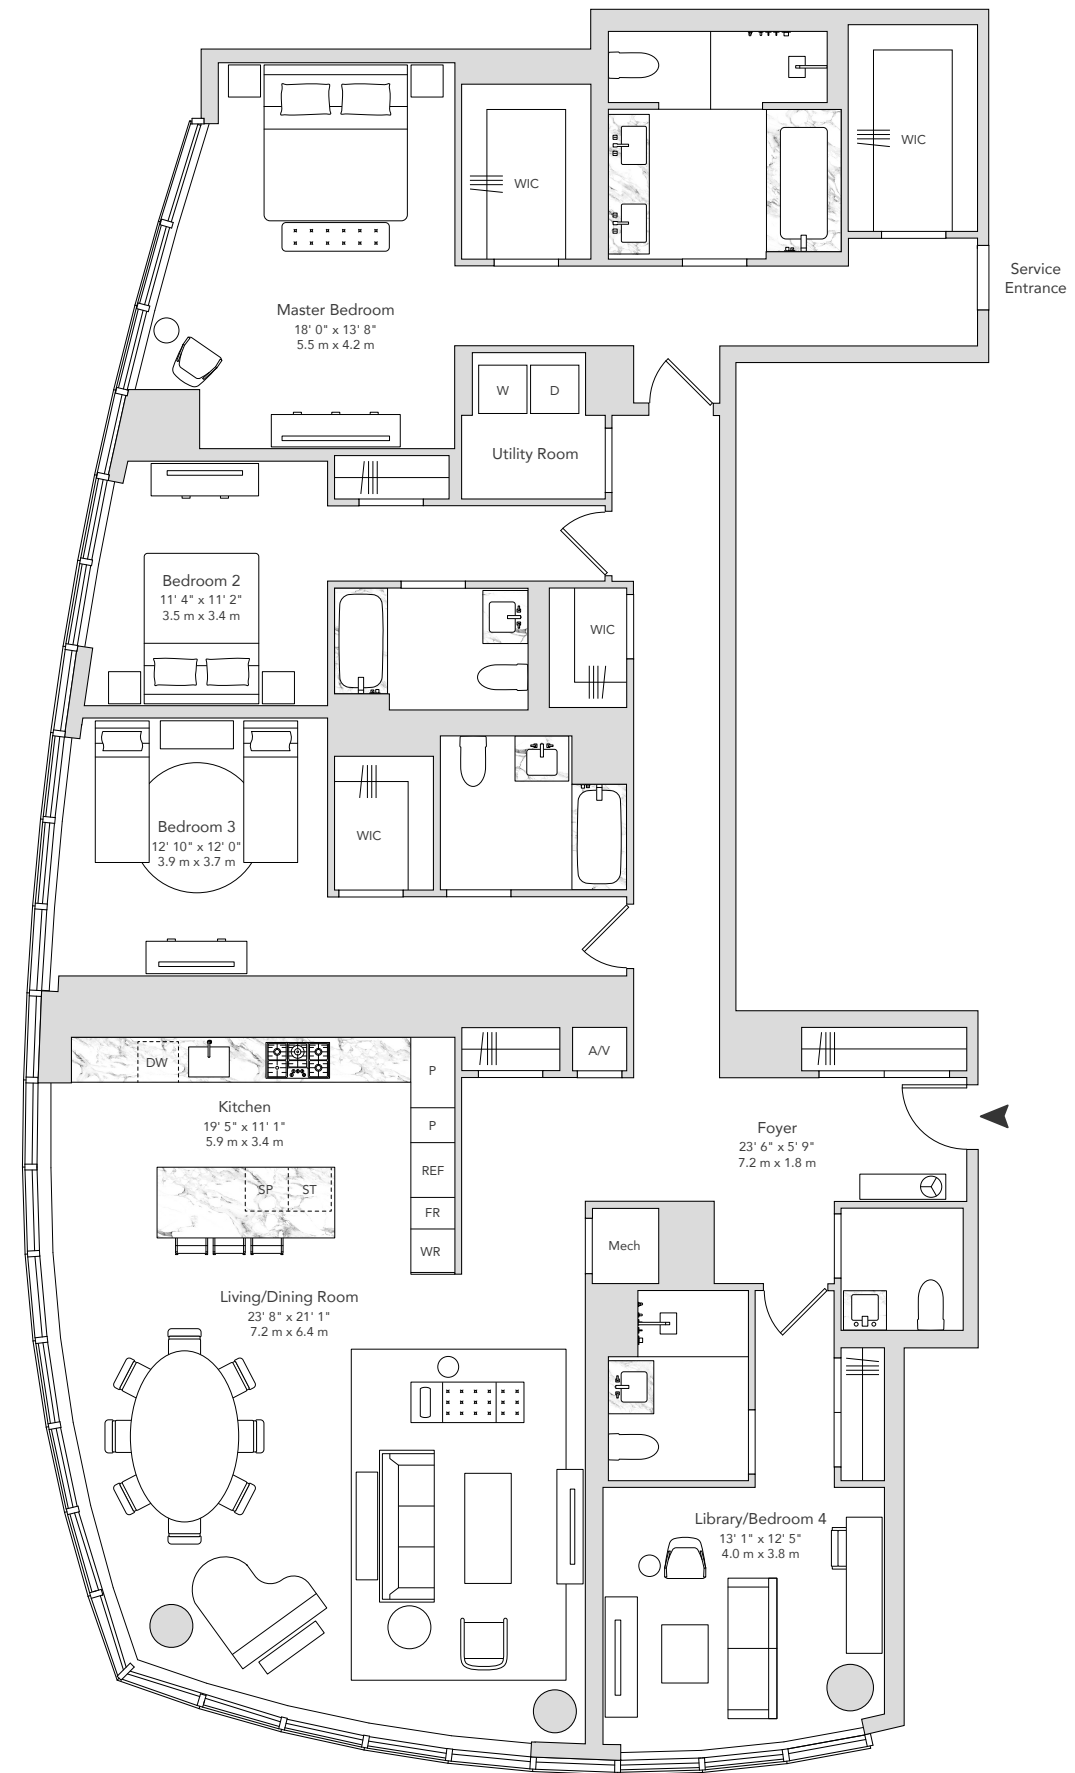 WIC
WIC
Service
Entrance
Master Bedroom
18' 0" x 13' 8"
5.5 m x 4.2 m
W
D
Utility Room
Bedroom 2
11' 4" x 11' 2"
3.5 m x 3.4 m
WIC
Bedroom 3
12' 10" x 12' 0"
3.9 m x 3.7 m
WIC
DW
A/V
P
Kitchen
19' 5" x 11' 1"
5.9 m x 3.4 m
P
Foyer
23' 6" x 5' 9"
7.2 m x 1.8 m
REF
SP
ST
FR
WR
Mech
Living/Dining Room
23' 8" x 21' 1"
7.2 m x 6.4 m
Library/Bedroom 4
13' 1" x 12' 5"
4.0 m x 3.8 m